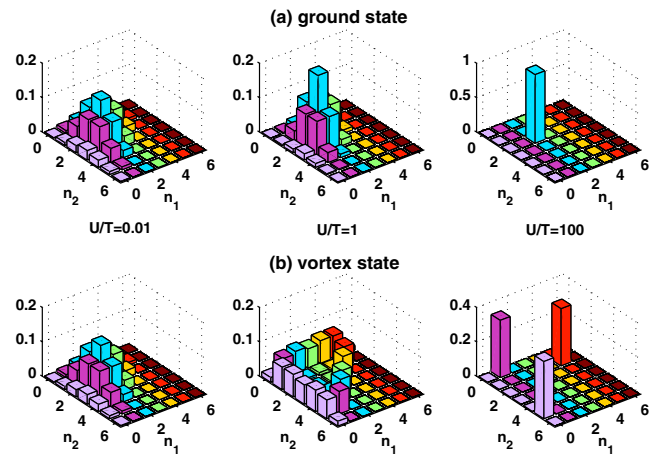 (a) ground state
0.2 0.2 1
0.1 0.1 0.5
0 0 0
0 2 4 6 n2 0 2 4 6 n1 0 2 4 6 n2 0 2 4 6 n1 0 2 4 6 n2 0 2 4 6 n1
U/T=0.01 U/T=1 U/T=100
(b) vortex state
0.2 0.2 0.4
0.1 0.1 0.2
0 0 0
0 2 4 6 n2 0 2 4 6 n1 0 2 4 6 n2 0 2 4 6 n1 0 2 4 6 n2 0 2 4 6 n1